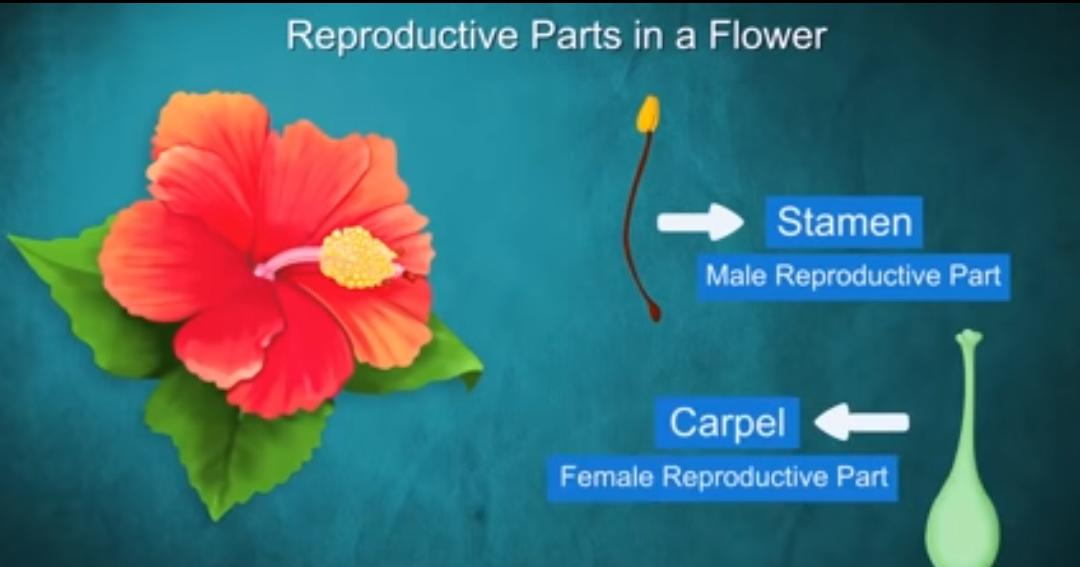 Reproductive Parts in a Flower
Stamen
Male Reproductive Part
Carpel
Female Reproductive Part